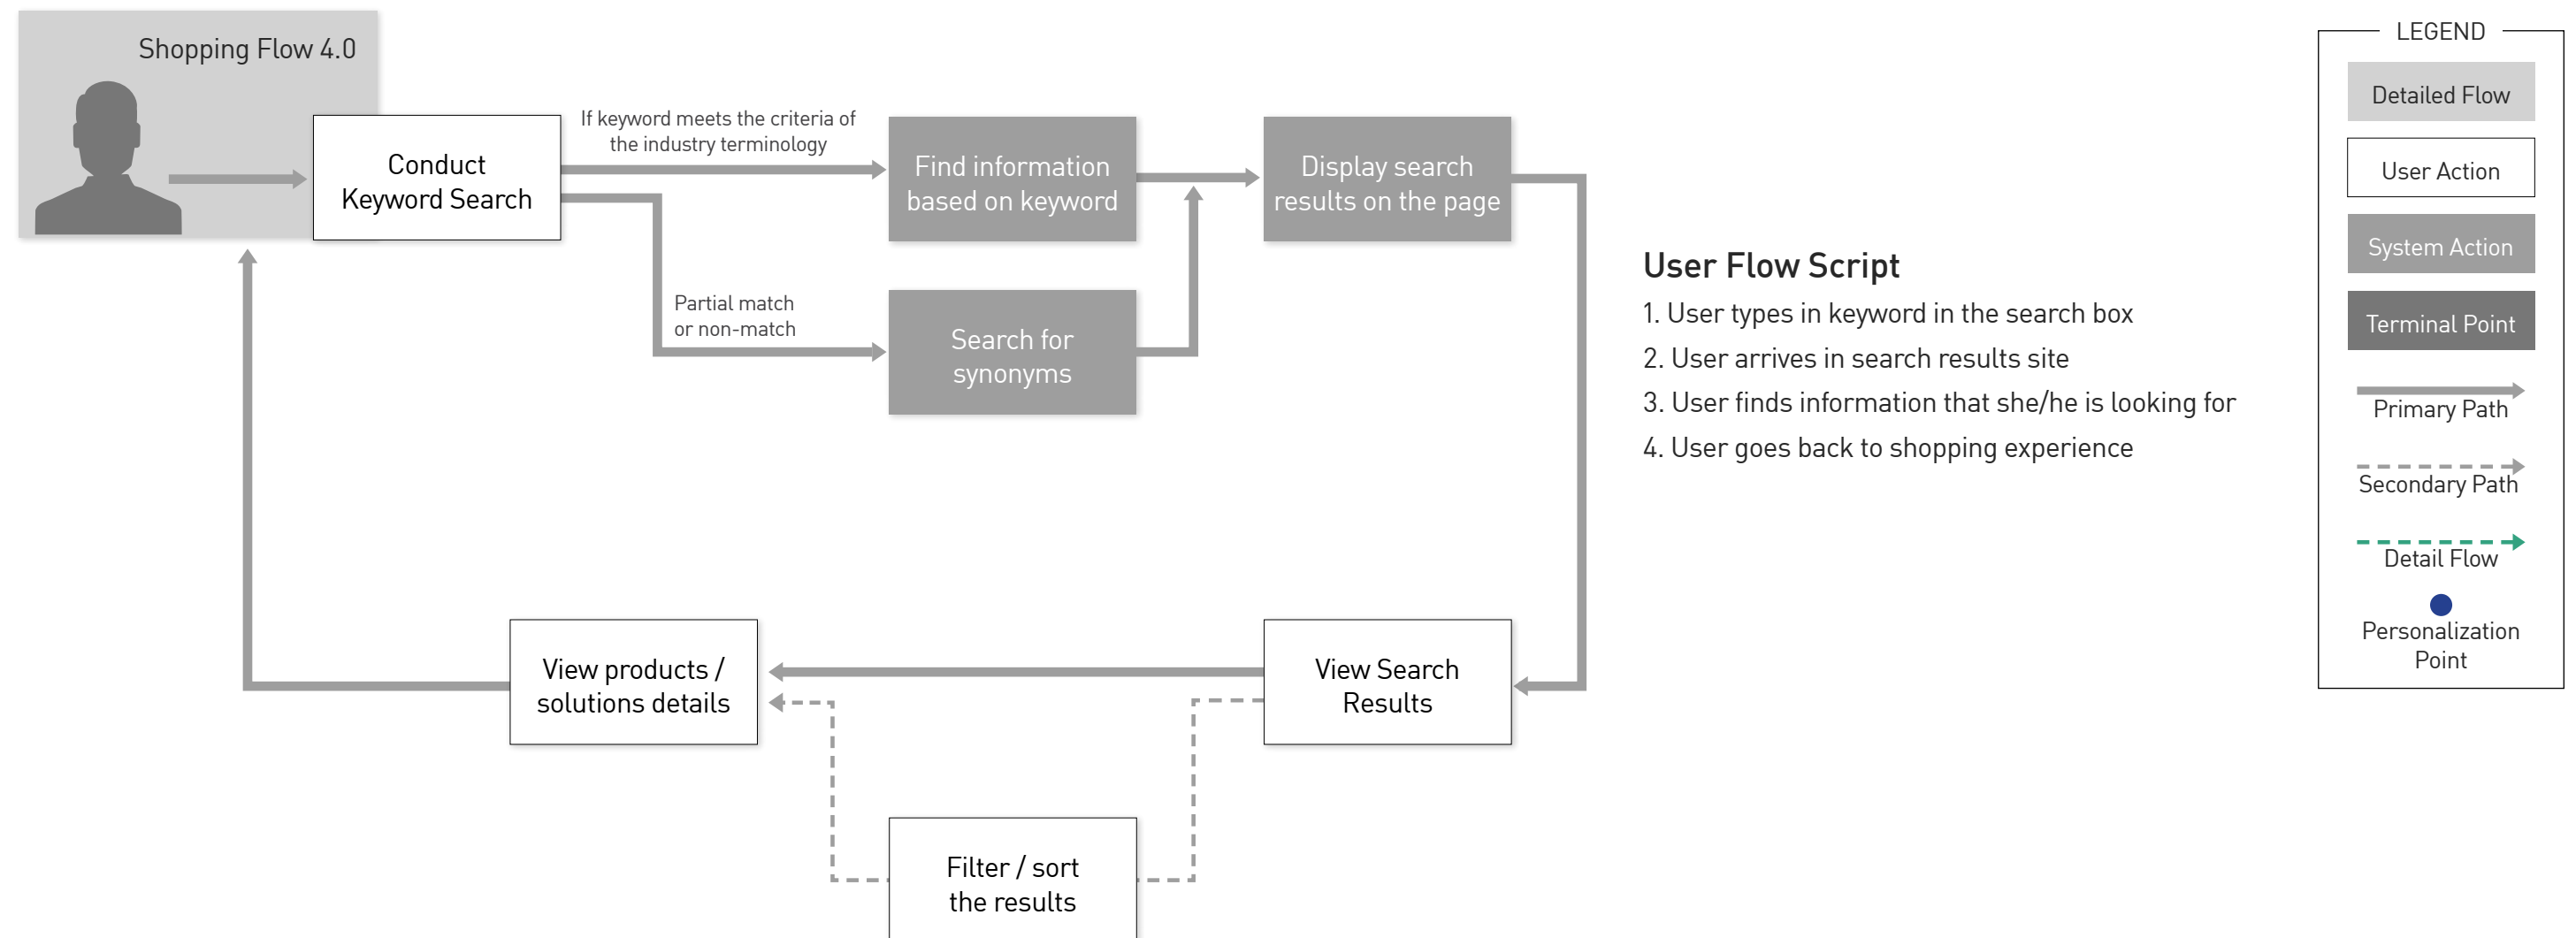 Shopping Flow 4.0
Conduct
Keyword Search
If keyword meets the criteria of
the industry terminology
Find information
based on keyword
Display search
results on the page
Partial match
or non-match
Search for
synonyms
View Search
Results
View products /
solutions details
Filter / sort
the results
User Flow Script
1. User types in keyword in the search box
2. User arrives in search results site
3. User finds information that she/he is looking for
4. User goes back to shopping experience
LEGEND
Detailed Flow
User Action
System Action
Terminal Point
Primary Path
Secondary Path
Detail Flow
Personalization
Point